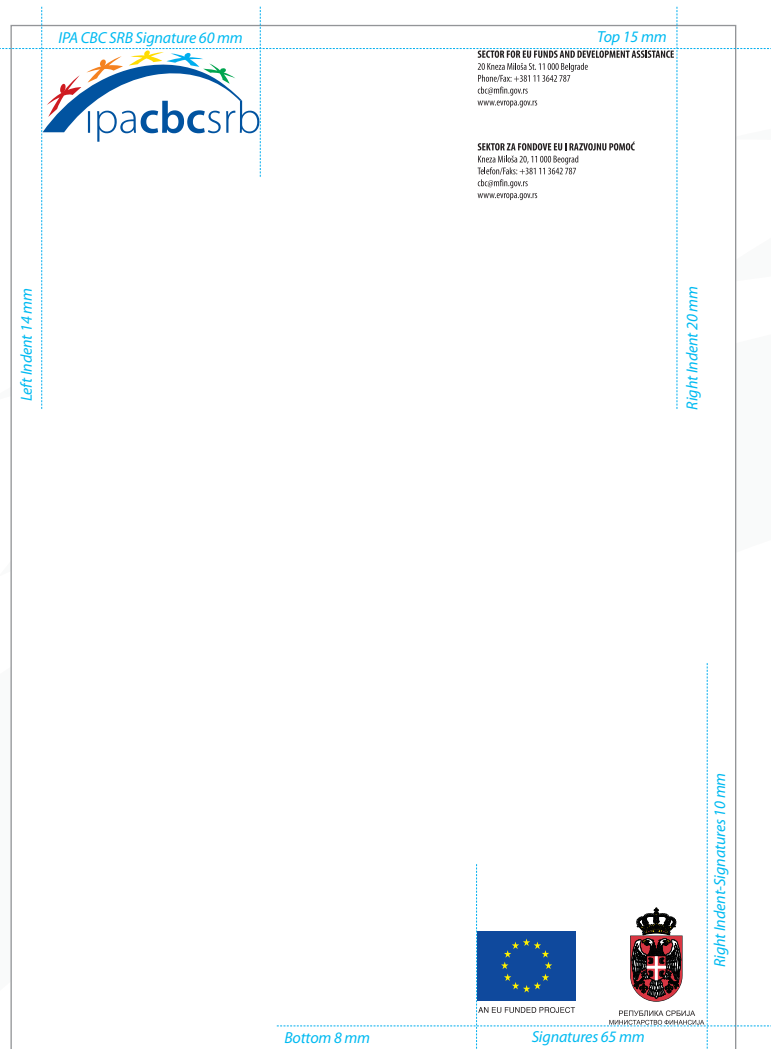 IPA CBC SRB Signature 60 mm
Top 15 mm
ipacbcsrb
SECTOR FOR EU FUNDS AND DEVELOPMENT ASSISTANCE
20 Kneza Miloša St. 11 000 Belgrade
Phone/Fax: +381 11 3642 787
cbc@mfin.gov.rs
www.evropa.gov.rs
SEKTOR ZA FONDOVE EU I RAZVOJNU POMOĆ
Kneza Miloša 20, 11 000 Beograd
Telefon/Faks: +381 11 3642 787
cbc@mfin.gov.rs
www.evropa.gov.rs
Left Indent 14 mm
Right Indent 20 mm
Right Indent-Signatures 10 mm
AN EU FUNDED PROJECT
РЕПУБЛИКА СРБИЈА
МИНИСТАРСТВО ФИНАНСИЈА
Bottom 8 mm
Signatures 65 mm